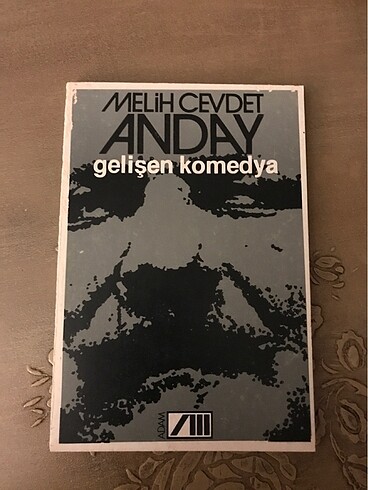 MELİH CEVDET
ANDAY
gelişen komedya
ADAM